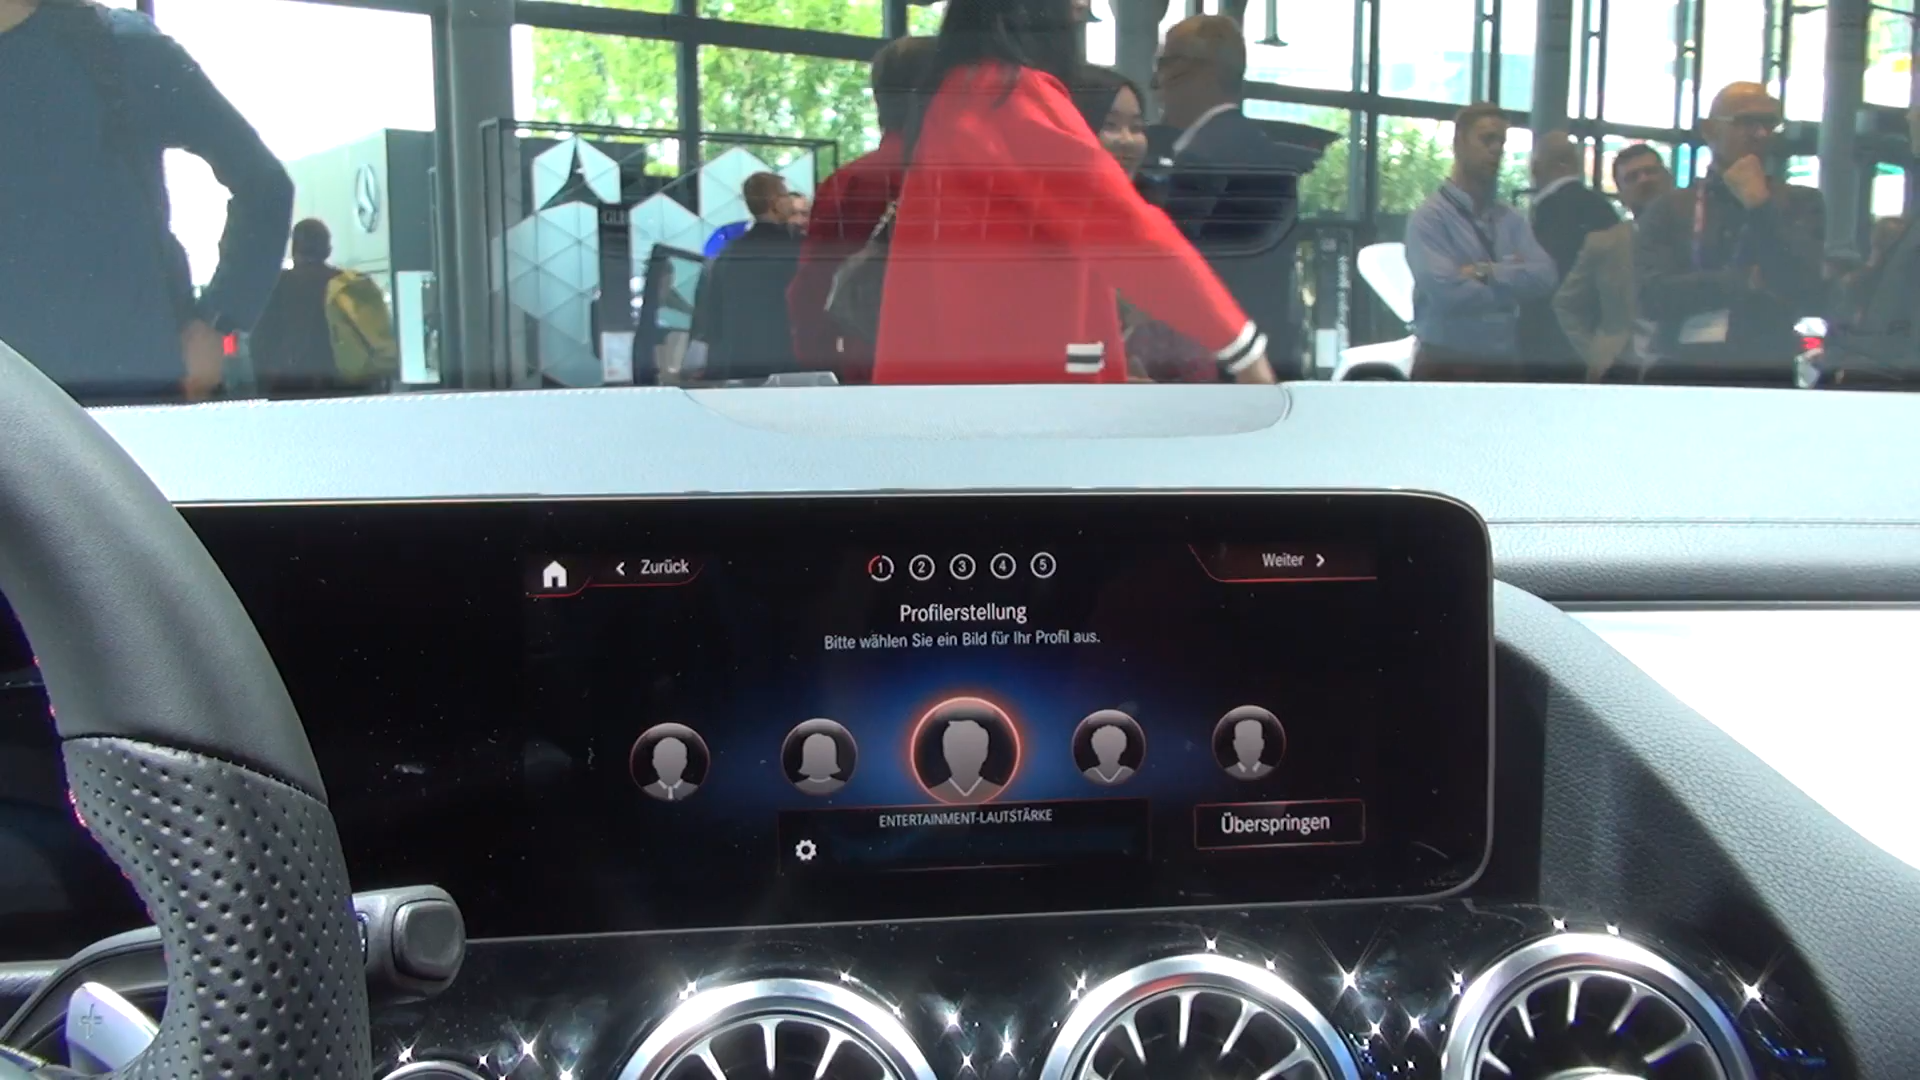 Zurück
1 2 3 4 5
Weiter
Profilerstellung
Bitte wählen Sie ein Bild für Ihr Profil aus.
ENTERTAINMENT-LAUTSTÄRKE
Überspringen